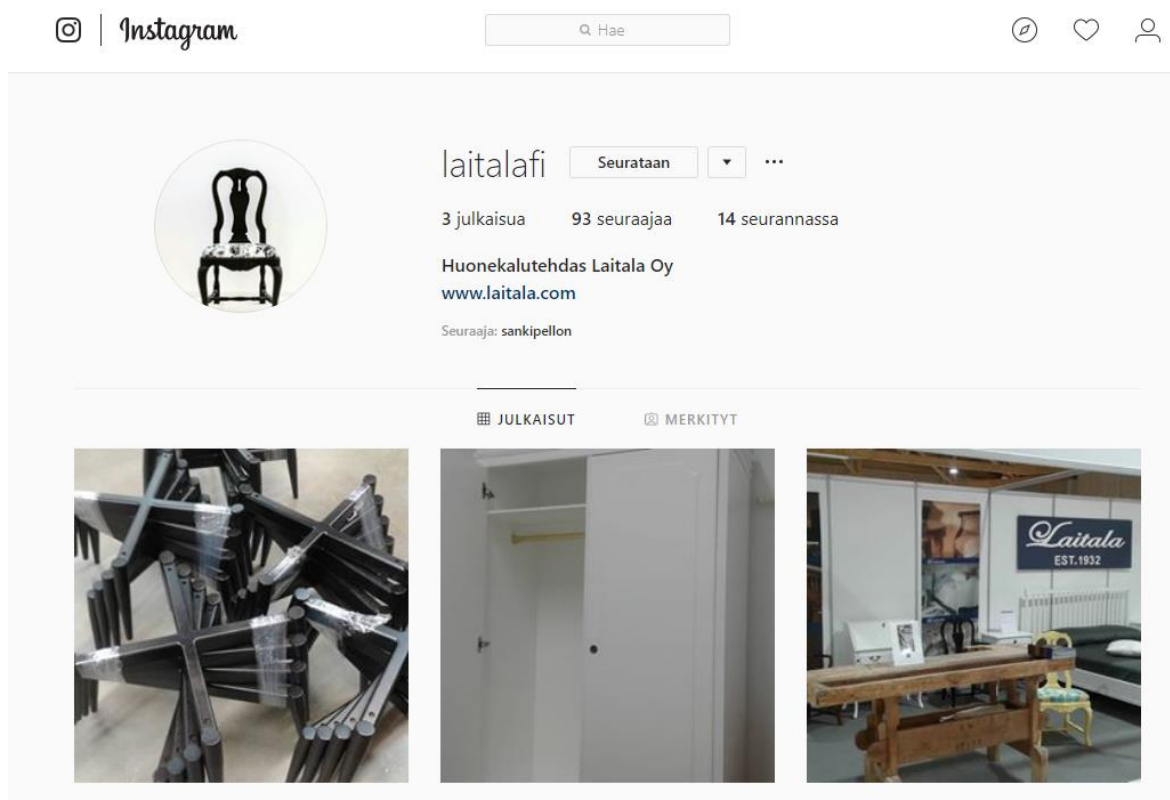 Instagram
Hae
laitalafi Seurataan
3 julkaisua 93 seuraajaa 14 seurannassa
Huonekalutehdas Laitala Oy
www.laitala.com
Seuraaja: sankipellon
JULKAISUT MERKITYT
Laitala
EST.1932